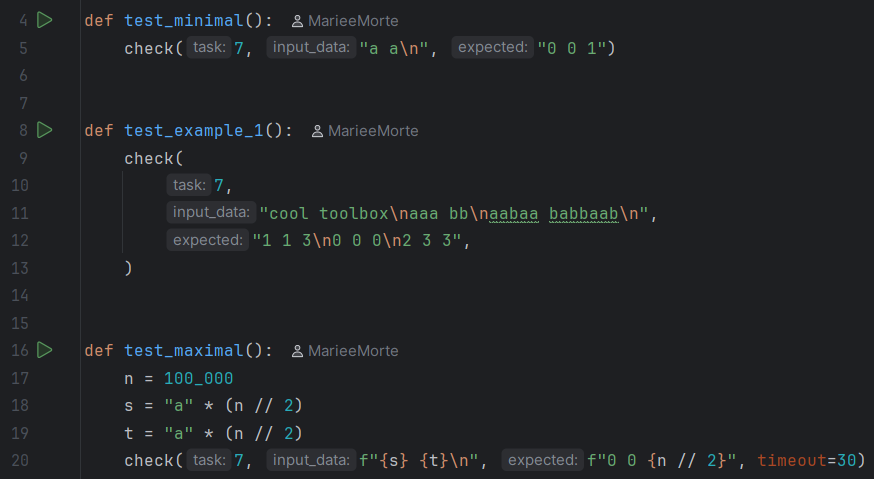 4 def test_minimal(): MarieeMorte
5 check( task: 7, input_data: "a a\n", expected: "0 0 1")
6
7
8 def test_example_1(): MarieeMorte
9 check(
10 task: 7,
11 input_data: "cool toolbox\naaa bb\naabaa babbaab\n",
12 expected: "1 1 3\n0 0 0\n2 3 3",
13 )
14
15
16 def test_maximal(): MarieeMorte
17 n = 100_000
18 s = "a" * (n // 2)
19 t = "a" * (n // 2)
20 check( task: 7, input_data: f"{s} {t}\n", expected: f"0 0 {n // 2}", timeout=30)